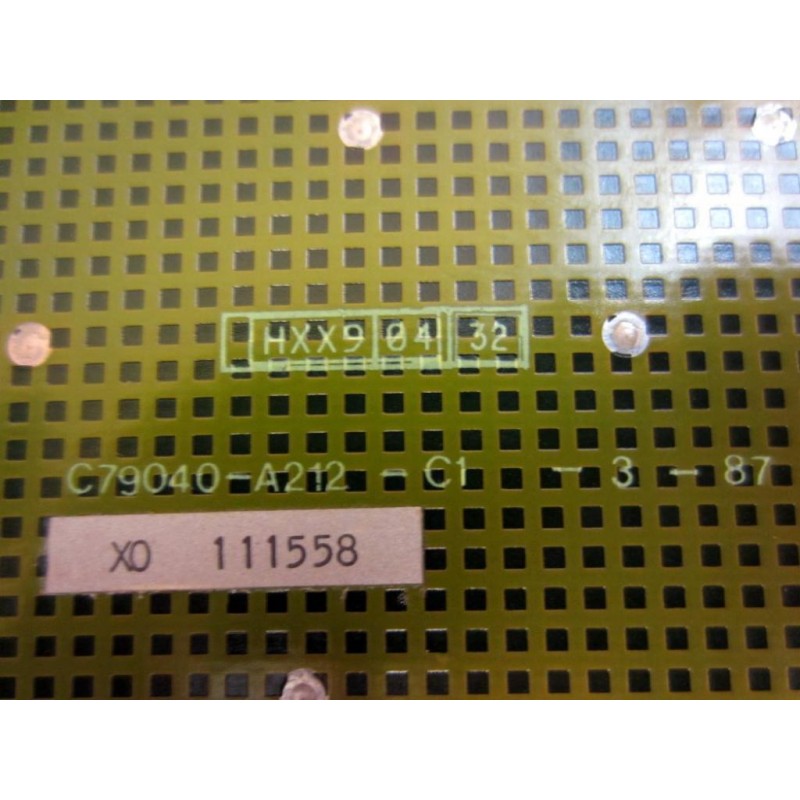 HXX9 04 32
C79040-A212 - C1 - 3 - 87
X0 111558